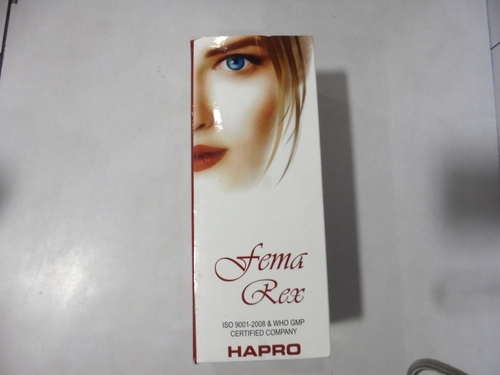 Fema
Rex
ISO 9001-2008 & WHO GMP
CERTIFIED COMPANY
HAPRO